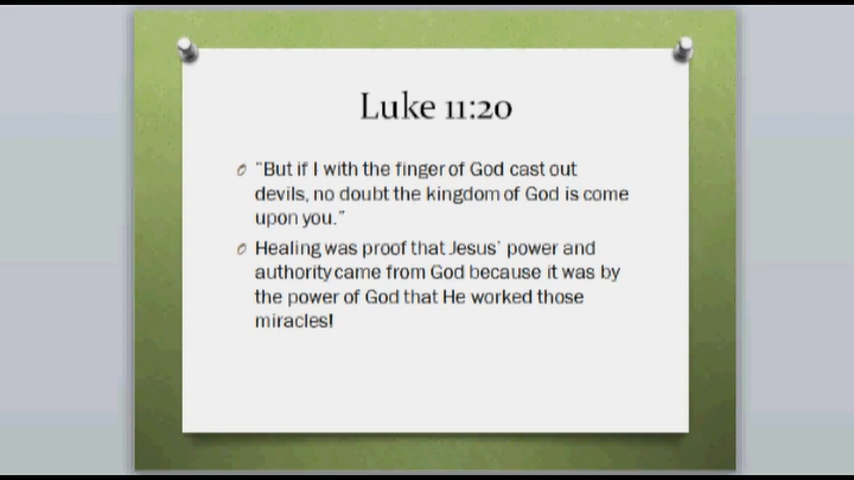 Luke 11:20
"But if I with the finger of God cast out
devils, no doubt the kingdom of God is come
upon you."
Healing was proof that Jesus' power and
authority came from God because it was by
the power of God that He worked those
miracles!